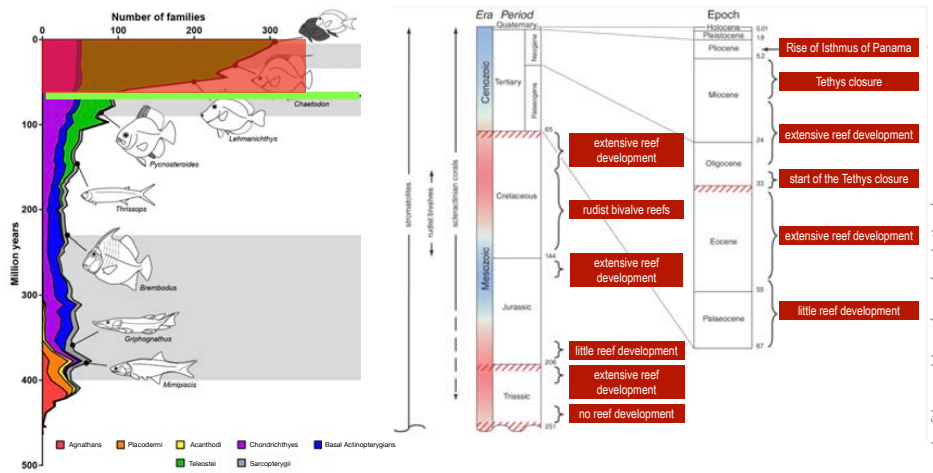 Number of families
0
100
200
300
0
100
200
300
400
500
Million years
Chaetodon
Lehmanichthys
Pycnosteroides
Thrissops
Brembodus
Griphognathus
Mimipiscis
Agnathans
Placodermi
Acanthodi
Chondrichthyes
Basal Actinopterygians
Teleostei
Sarcopterygii
stromatolites
rudist bivalves
scleractinian corals
Era Period
Quaternary
Cenozoic
Tertiary
Neogene
Paleogene
65
Mesozoic
Cretaceous
144
Jurassic
206
Triassic
251
extensive reef
development
rudist bivalve reefs
extensive reef
development
little reef development
extensive reef
development
no reef development
Epoch
Holocene
0.01
Pleistocene
1.8
Pliocene
5.2
Miocene
24
Oligocene
33
Eocene
55
Palaeocene
67
Rise of Isthmus of Panama
Tethys closure
extensive reef development
start of the Tethys closure
extensive reef development
little reef development